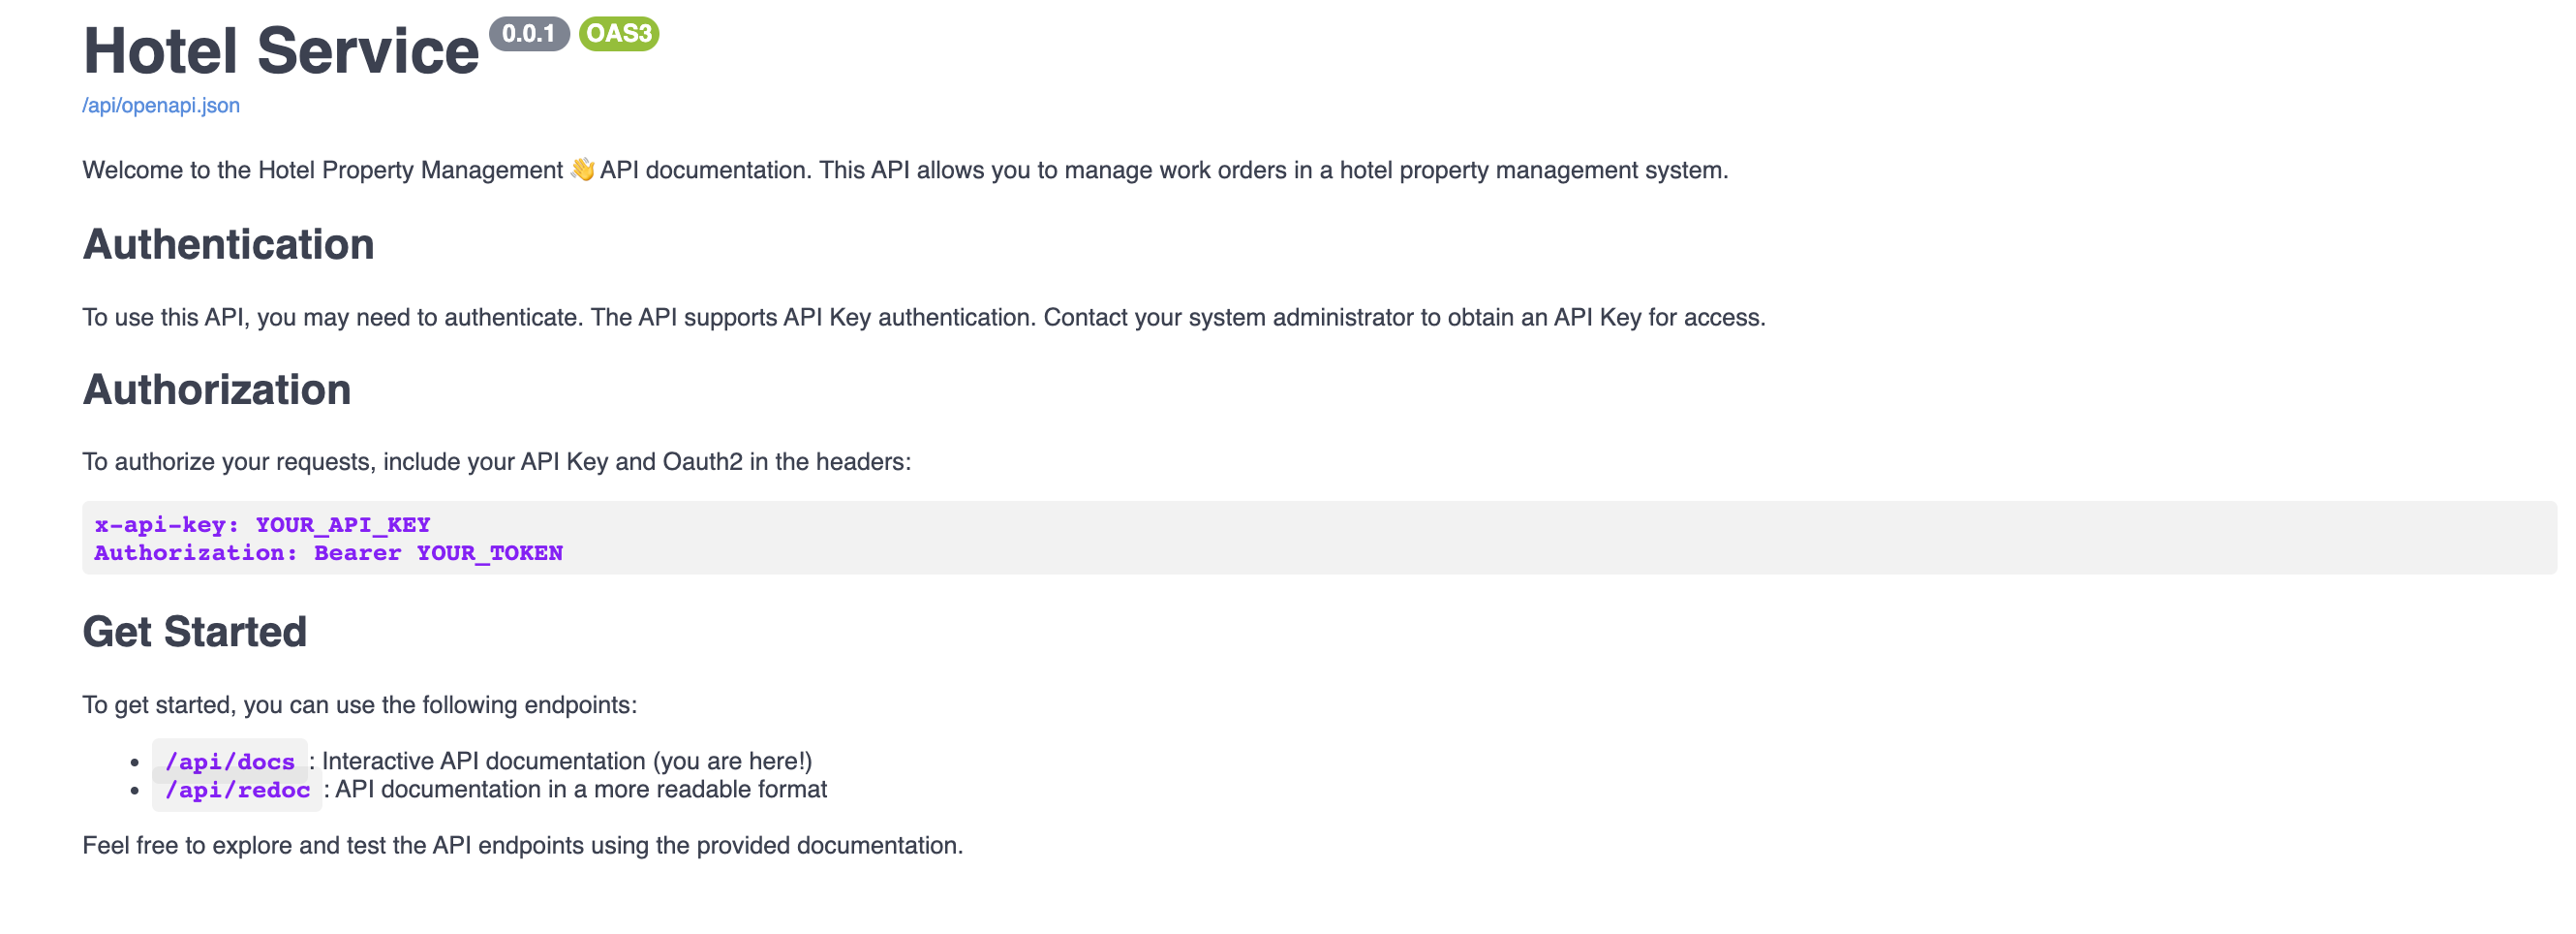 Hotel Service 0.0.1 OAS3
/api/openapi.json
Welcome to the Hotel Property Management 👋 API documentation. This API allows you to manage work orders in a hotel property management system.
Authentication
To use this API, you may need to authenticate. The API supports API Key authentication. Contact your system administrator to obtain an API Key for access.
Authorization
To authorize your requests, include your API Key and Oauth2 in the headers:
x-api-key: YOUR_API_KEY
Authorization: Bearer YOUR_TOKEN
Get Started
To get started, you can use the following endpoints:
• /api/docs : Interactive API documentation (you are here!)
• /api/redoc : API documentation in a more readable format
Feel free to explore and test the API endpoints using the provided documentation.